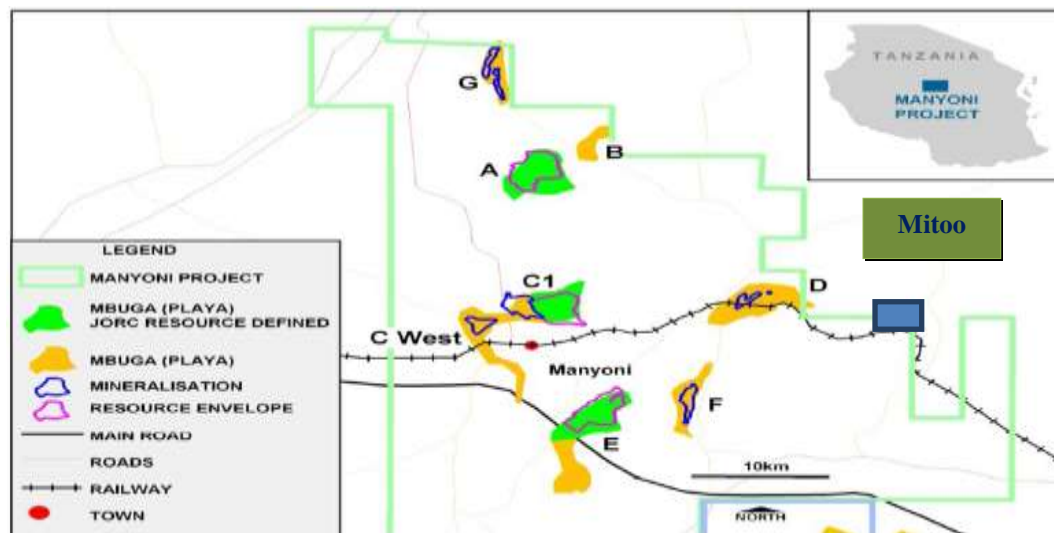 G
B
A
TANZANIA
MANYONI
PROJECT
Mitoo
LEGEND
MANYONI PROJECT
MBUGA (PLAYA)
JORC RESOURCE DEFINED
MBUGA (PLAYA)
MINERALISATION
RESOURCE ENVELOPE
MAIN ROAD
ROADS
RAILWAY
TOWN
C1
D
C West
Manyoni
F
E
10km
NORTH